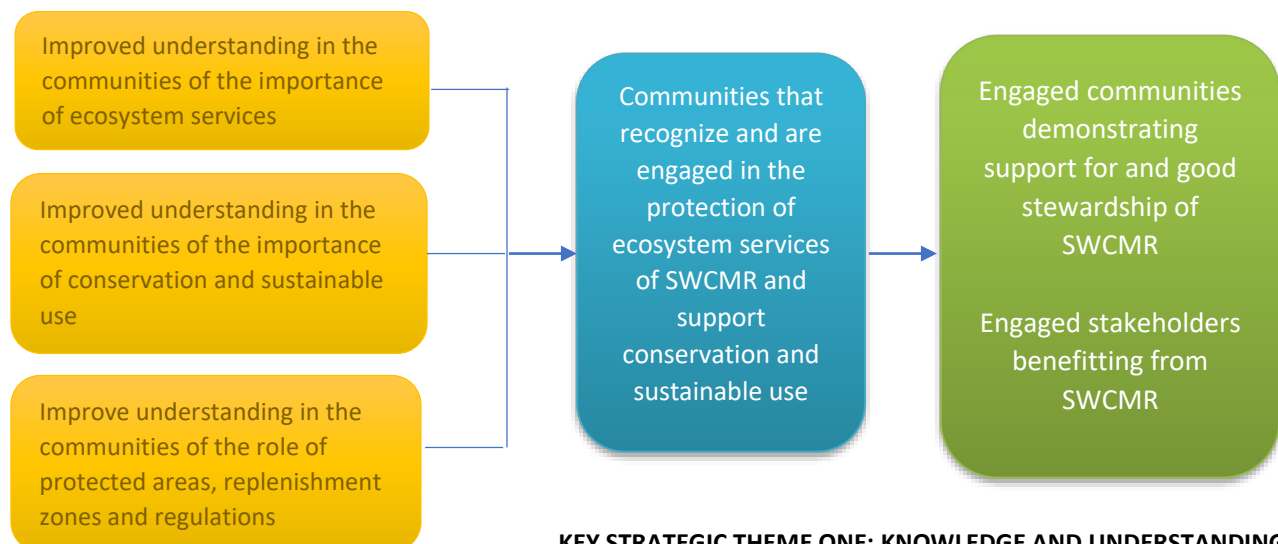 Improved understanding in the
communities of the importance
of ecosystem services
Improved understanding in the
communities of the importance
of conservation and sustainable
use
Improve understanding in the
communities of the role of
protected areas, replenishment
zones and regulations
Communities that
recognize and are
engaged in the
protection of
ecosystem services
of SWCMR and
support
conservation and
sustainable use
Engaged communities
demonstrating
support for and good
stewardship of
SWCMR
Engaged stakeholders
benefitting from
SWCMR
KEY STRATEGIC THEME ONE: KNOWLEDGE AND UNDERSTANDING